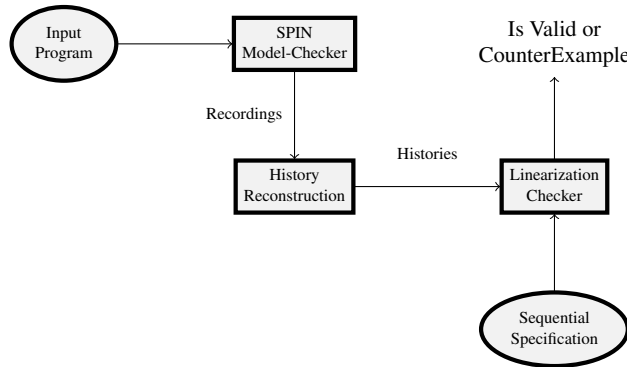 Input
Program
SPIN
Model-Checker
Is Valid or
CounterExample
Recordings
Histories
History
Reconstruction
Linearization
Checker
Sequential
Specification